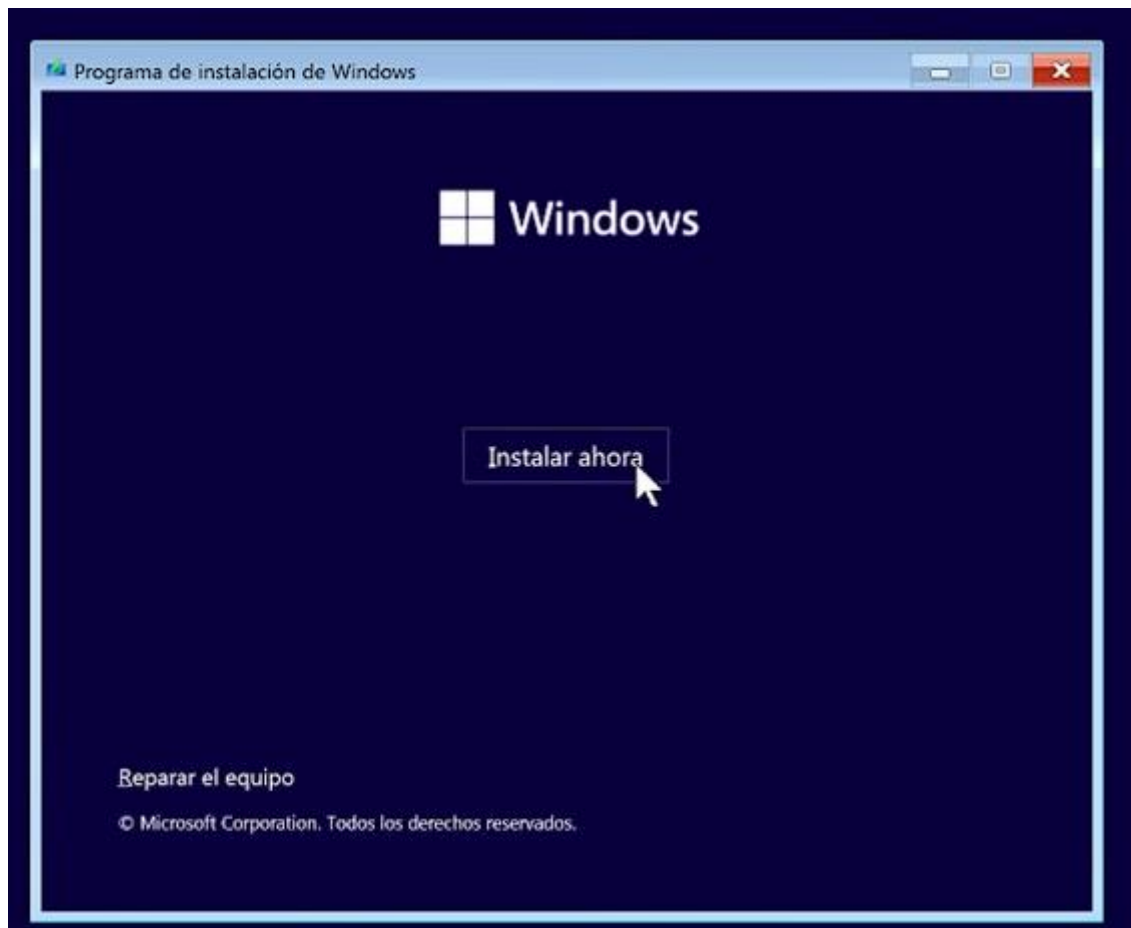 Programa de instalación de Windows
Windows
Instalar ahora
Reparar el equipo
© Microsoft Corporation. Todos los derechos reservados.